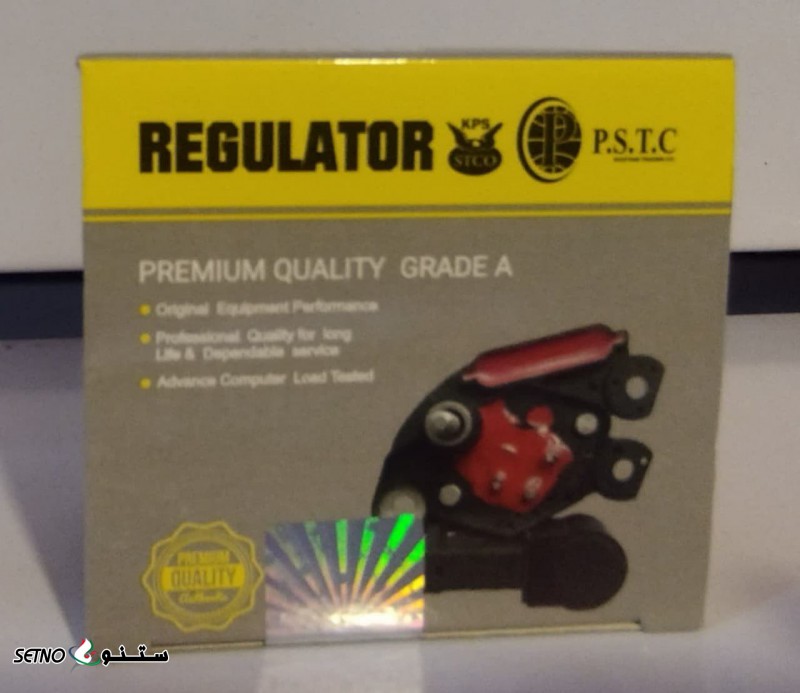 REGULATOR
KPS
STCO
P
P.S.T.C
PREMIUM QUALITY GRADE A
Original Equipment Performance
Professional Quality for long
Life & Dependable service
Advance Computer Load Tested
PREMIUM
QUALITY
Authentic
SETNO ستنو